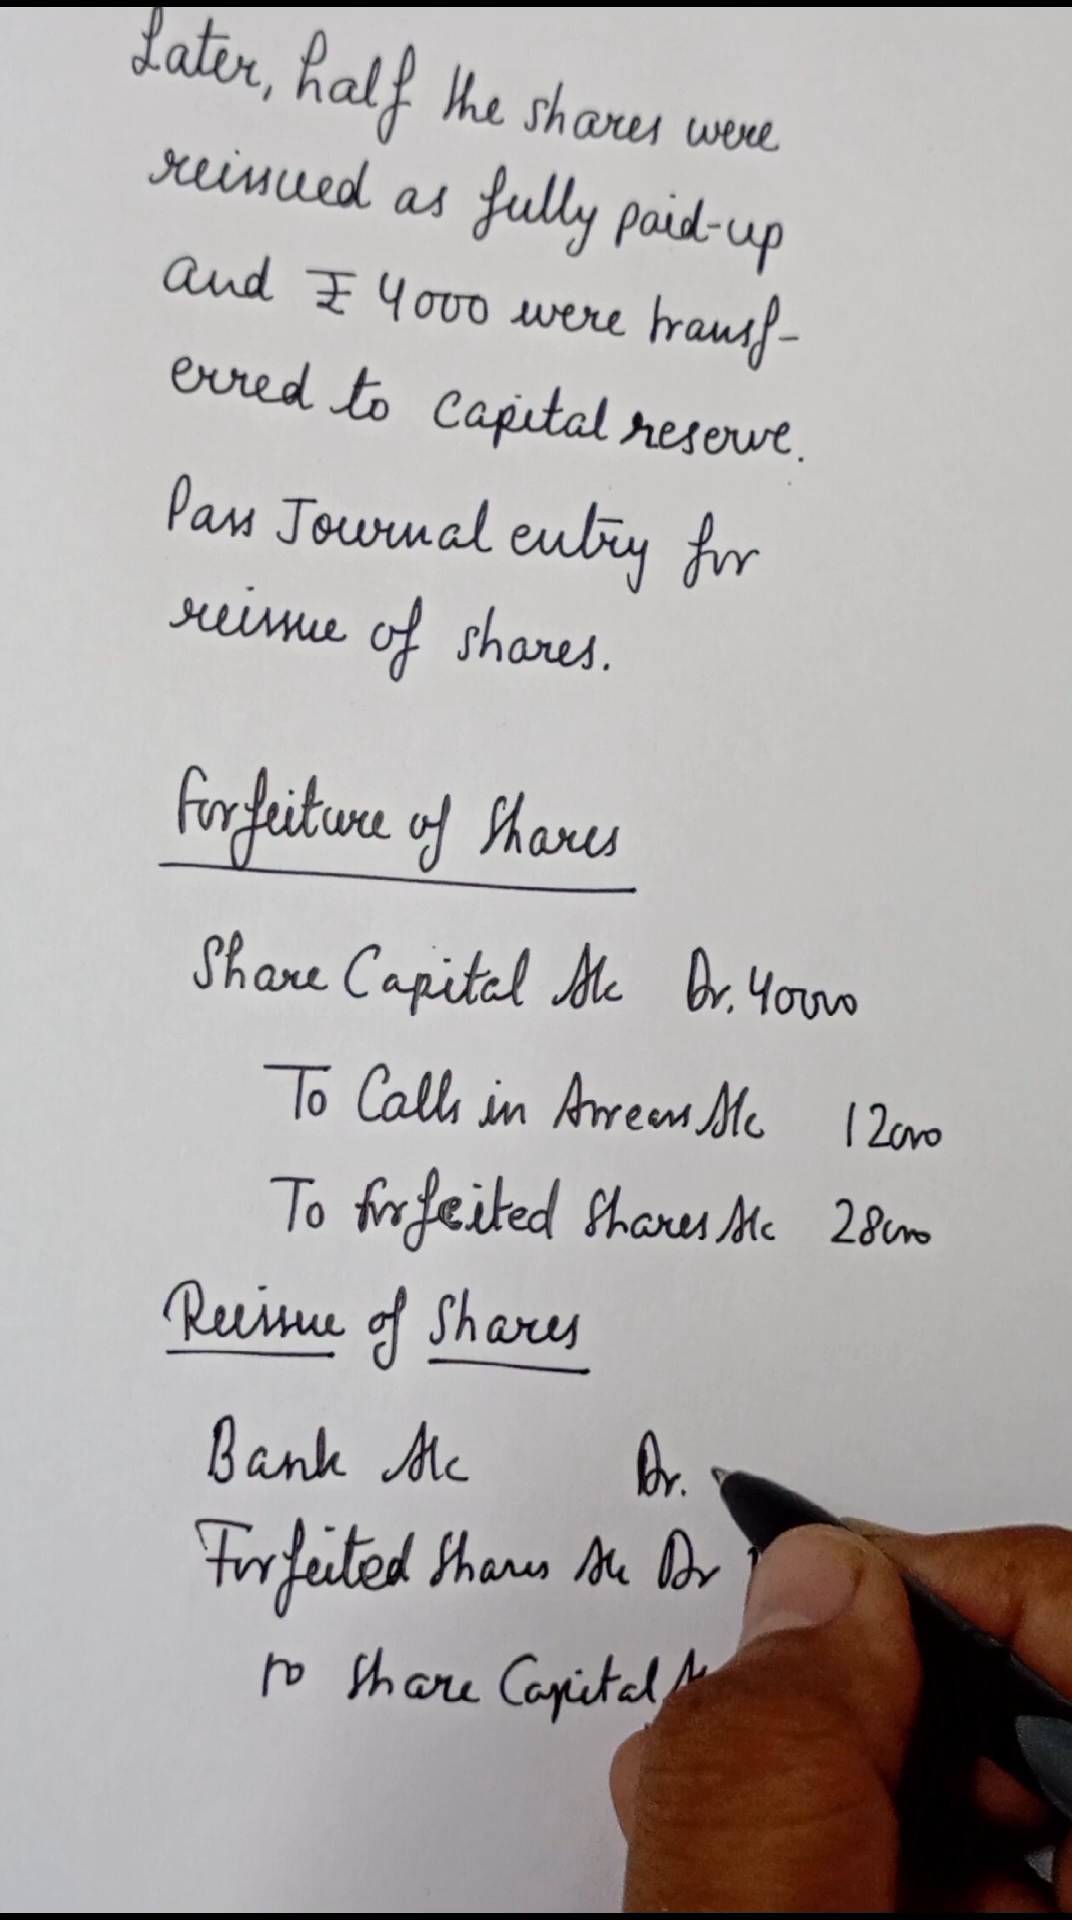 Later, half the shares were
reissued as fully paid-up
and ₹ 4000 were transf-
erred to Capital reserve.
Pass Journal entry for
reissue of shares.
Forfeiture of Shares
Share Capital A/c Dr. 40000
To Calls in Arrears A/c 12000
To forfeited Shares A/c 28000
Reissue of Shares
Bank A/c Dr.
Forfeited Shares A/c Dr
to Share Capital